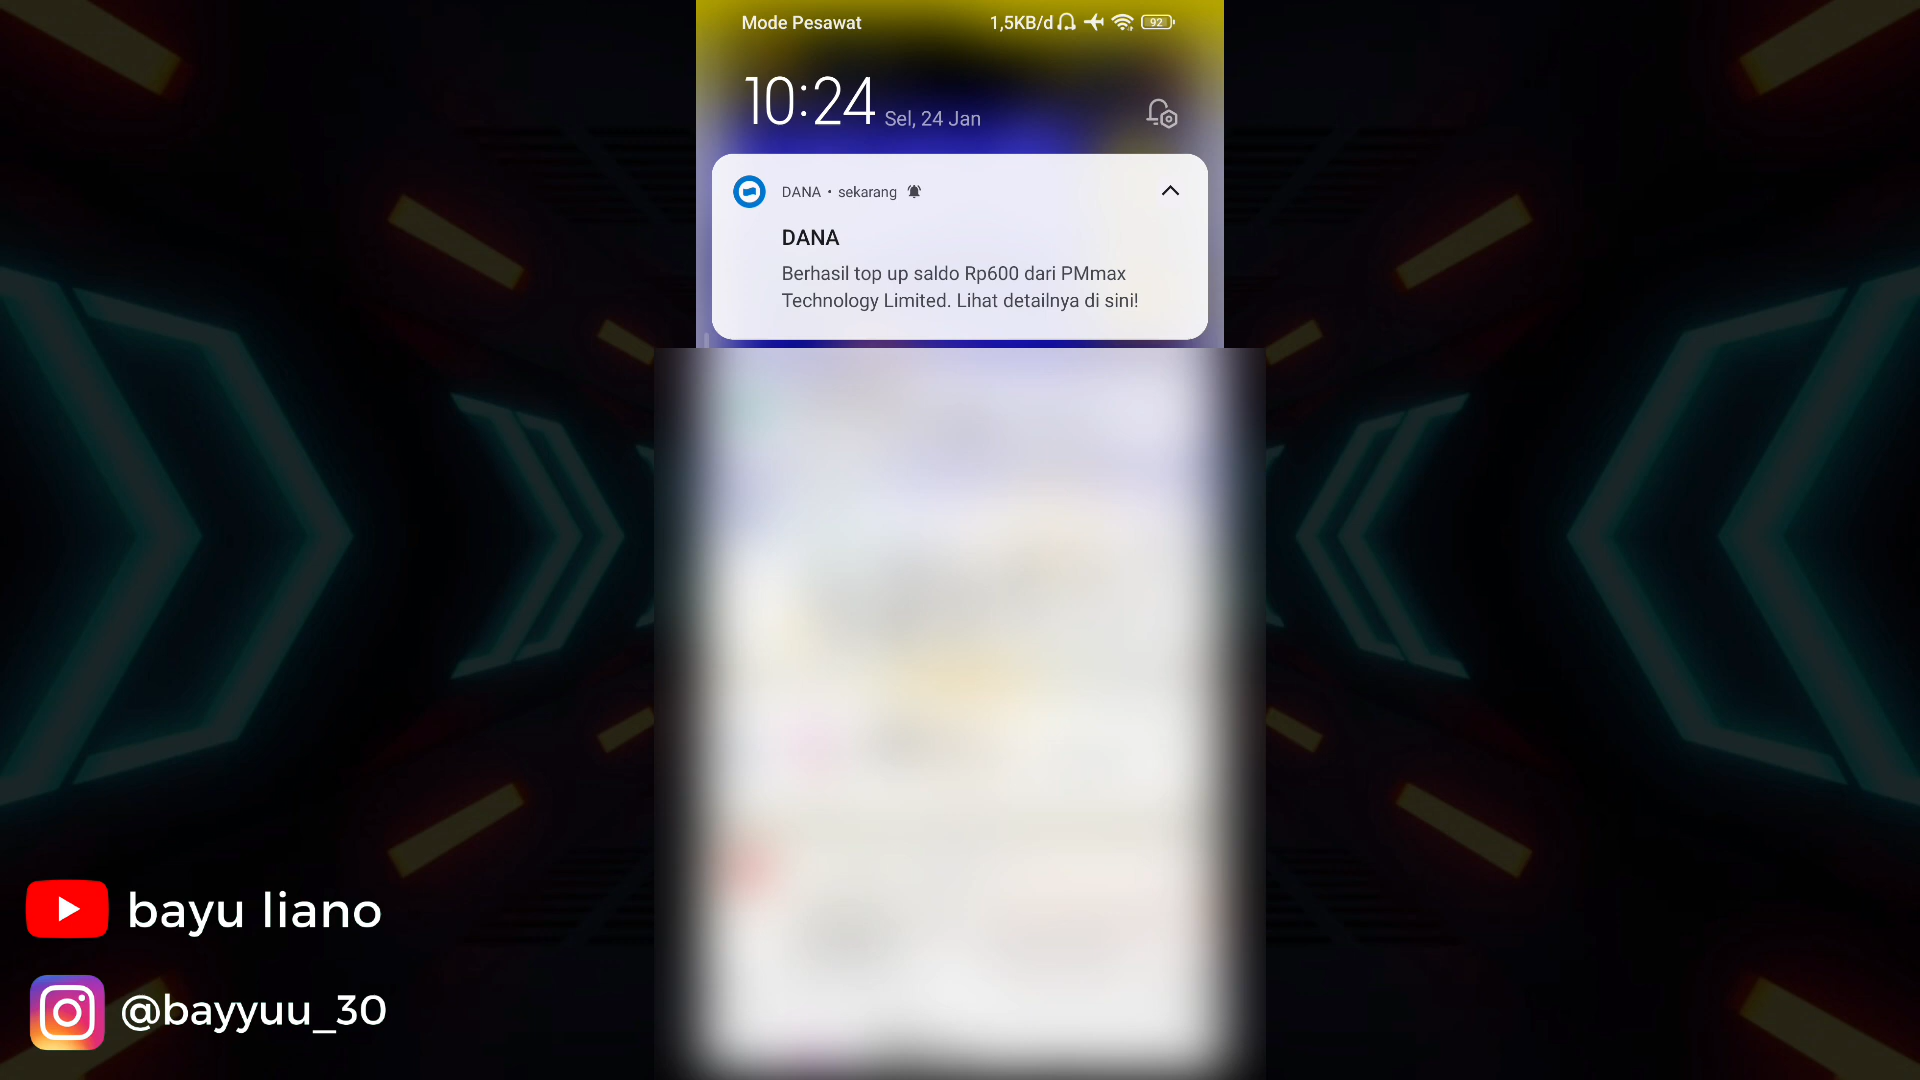 Mode Pesawat
1,5KB/d
92
10:24 Sel, 24 Jan
DANA • sekarang
DANA
Berhasil top up saldo Rp600 dari PMmax
Technology Limited. Lihat detailnya di sini!
bayu liano
@bayyuu_30